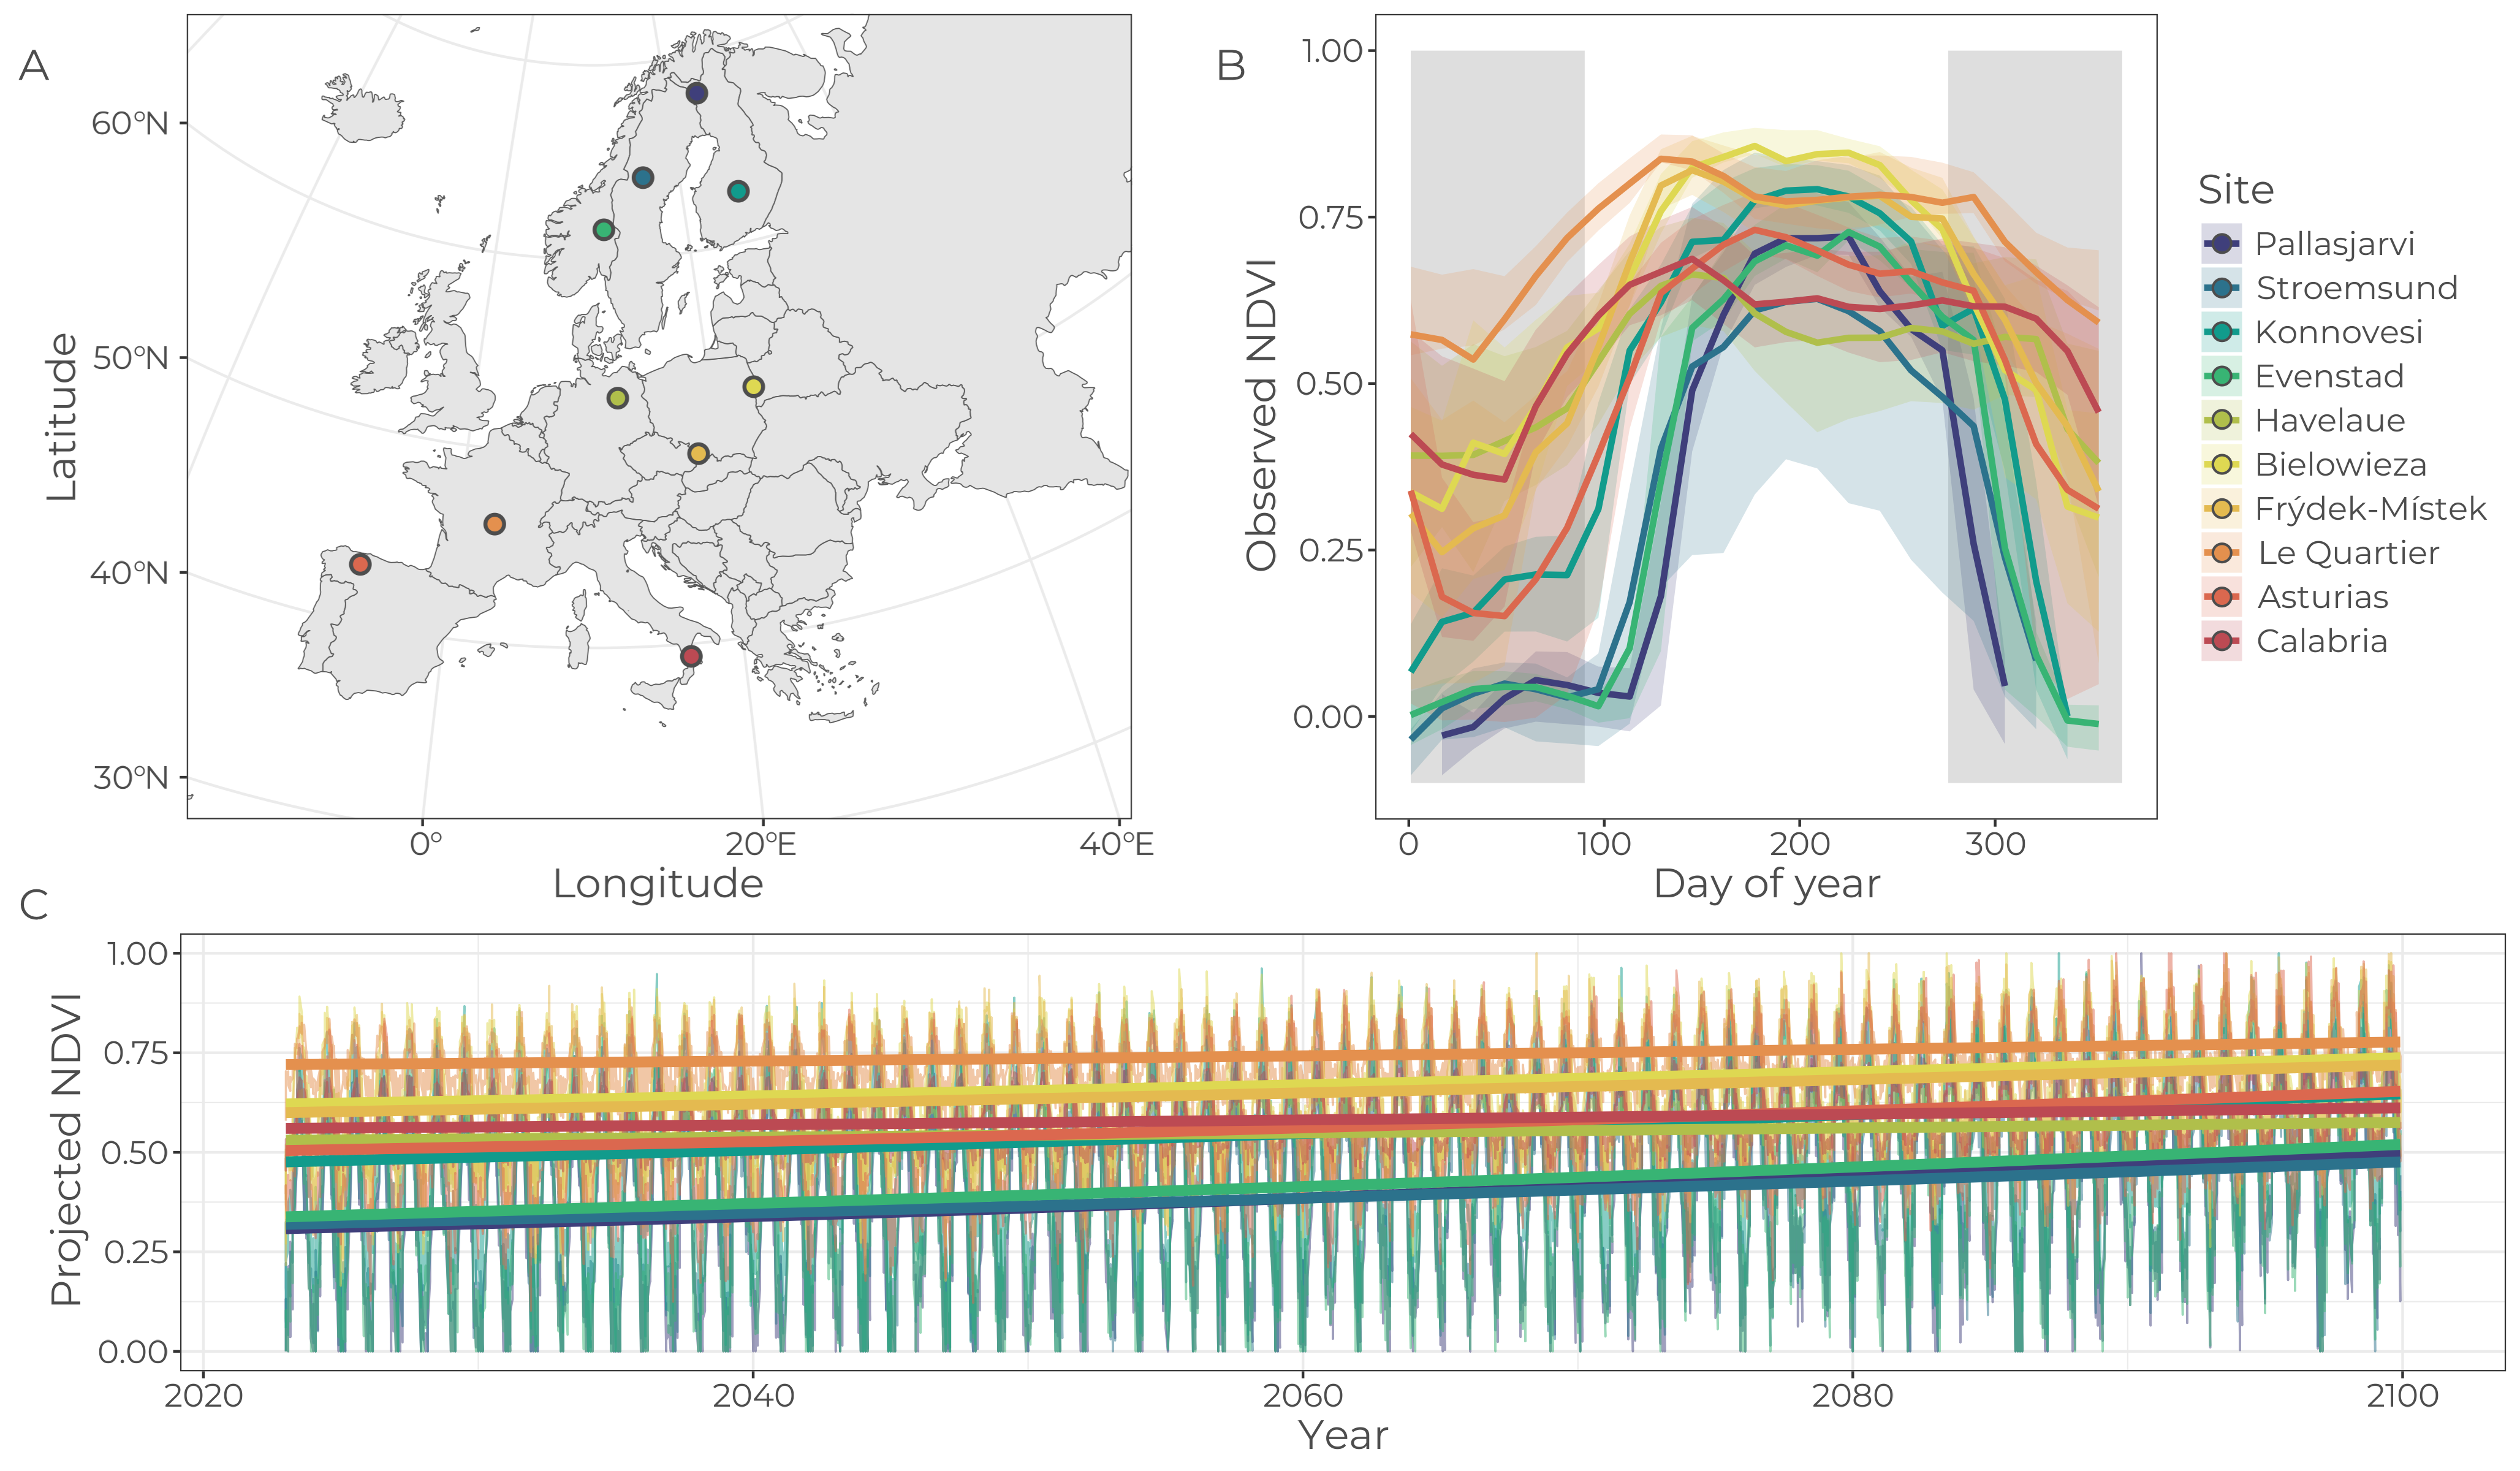 A
60°N
50°N
40°N
30°N
Latitude
0°
20°E
40°E
Longitude
B
1.00
0.75
0.50
0.25
0.00
Observed NDVI
0
100
200
300
Day of year
Site
Pallasjarvi
Stroemsund
Konnovesi
Evenstad
Havelaue
Bielowieza
Frýdek-Místek
Le Quartier
Asturias
Calabria
C
1.00
0.75
0.50
0.25
0.00
Projected NDVI
2020
2040
2060
2080
2100
Year